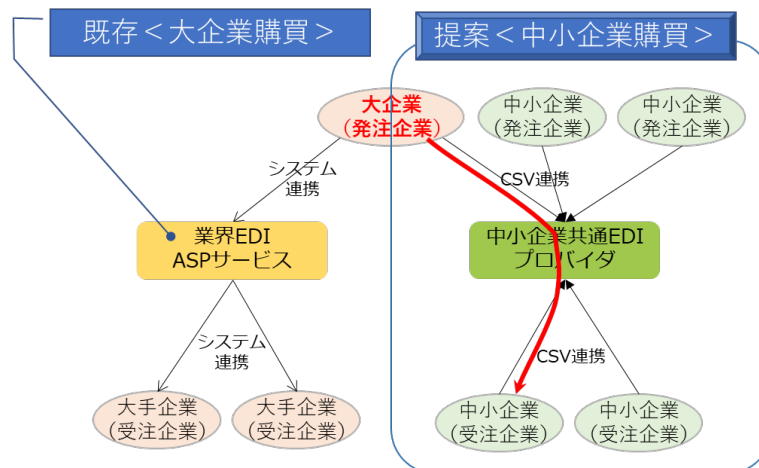 既存＜大企業購買＞
提案＜中小企業購買＞
大企業
（発注企業）
中小企業
(発注企業)
中小企業
(発注企業)
システム
連携
CSV連携
業界EDI
ASPサービス
中小企業共通EDI
プロバイダ
システム
連携
CSV連携
大手企業
(受注企業)
大手企業
(受注企業)
中小企業
(受注企業)
中小企業
(受注企業)